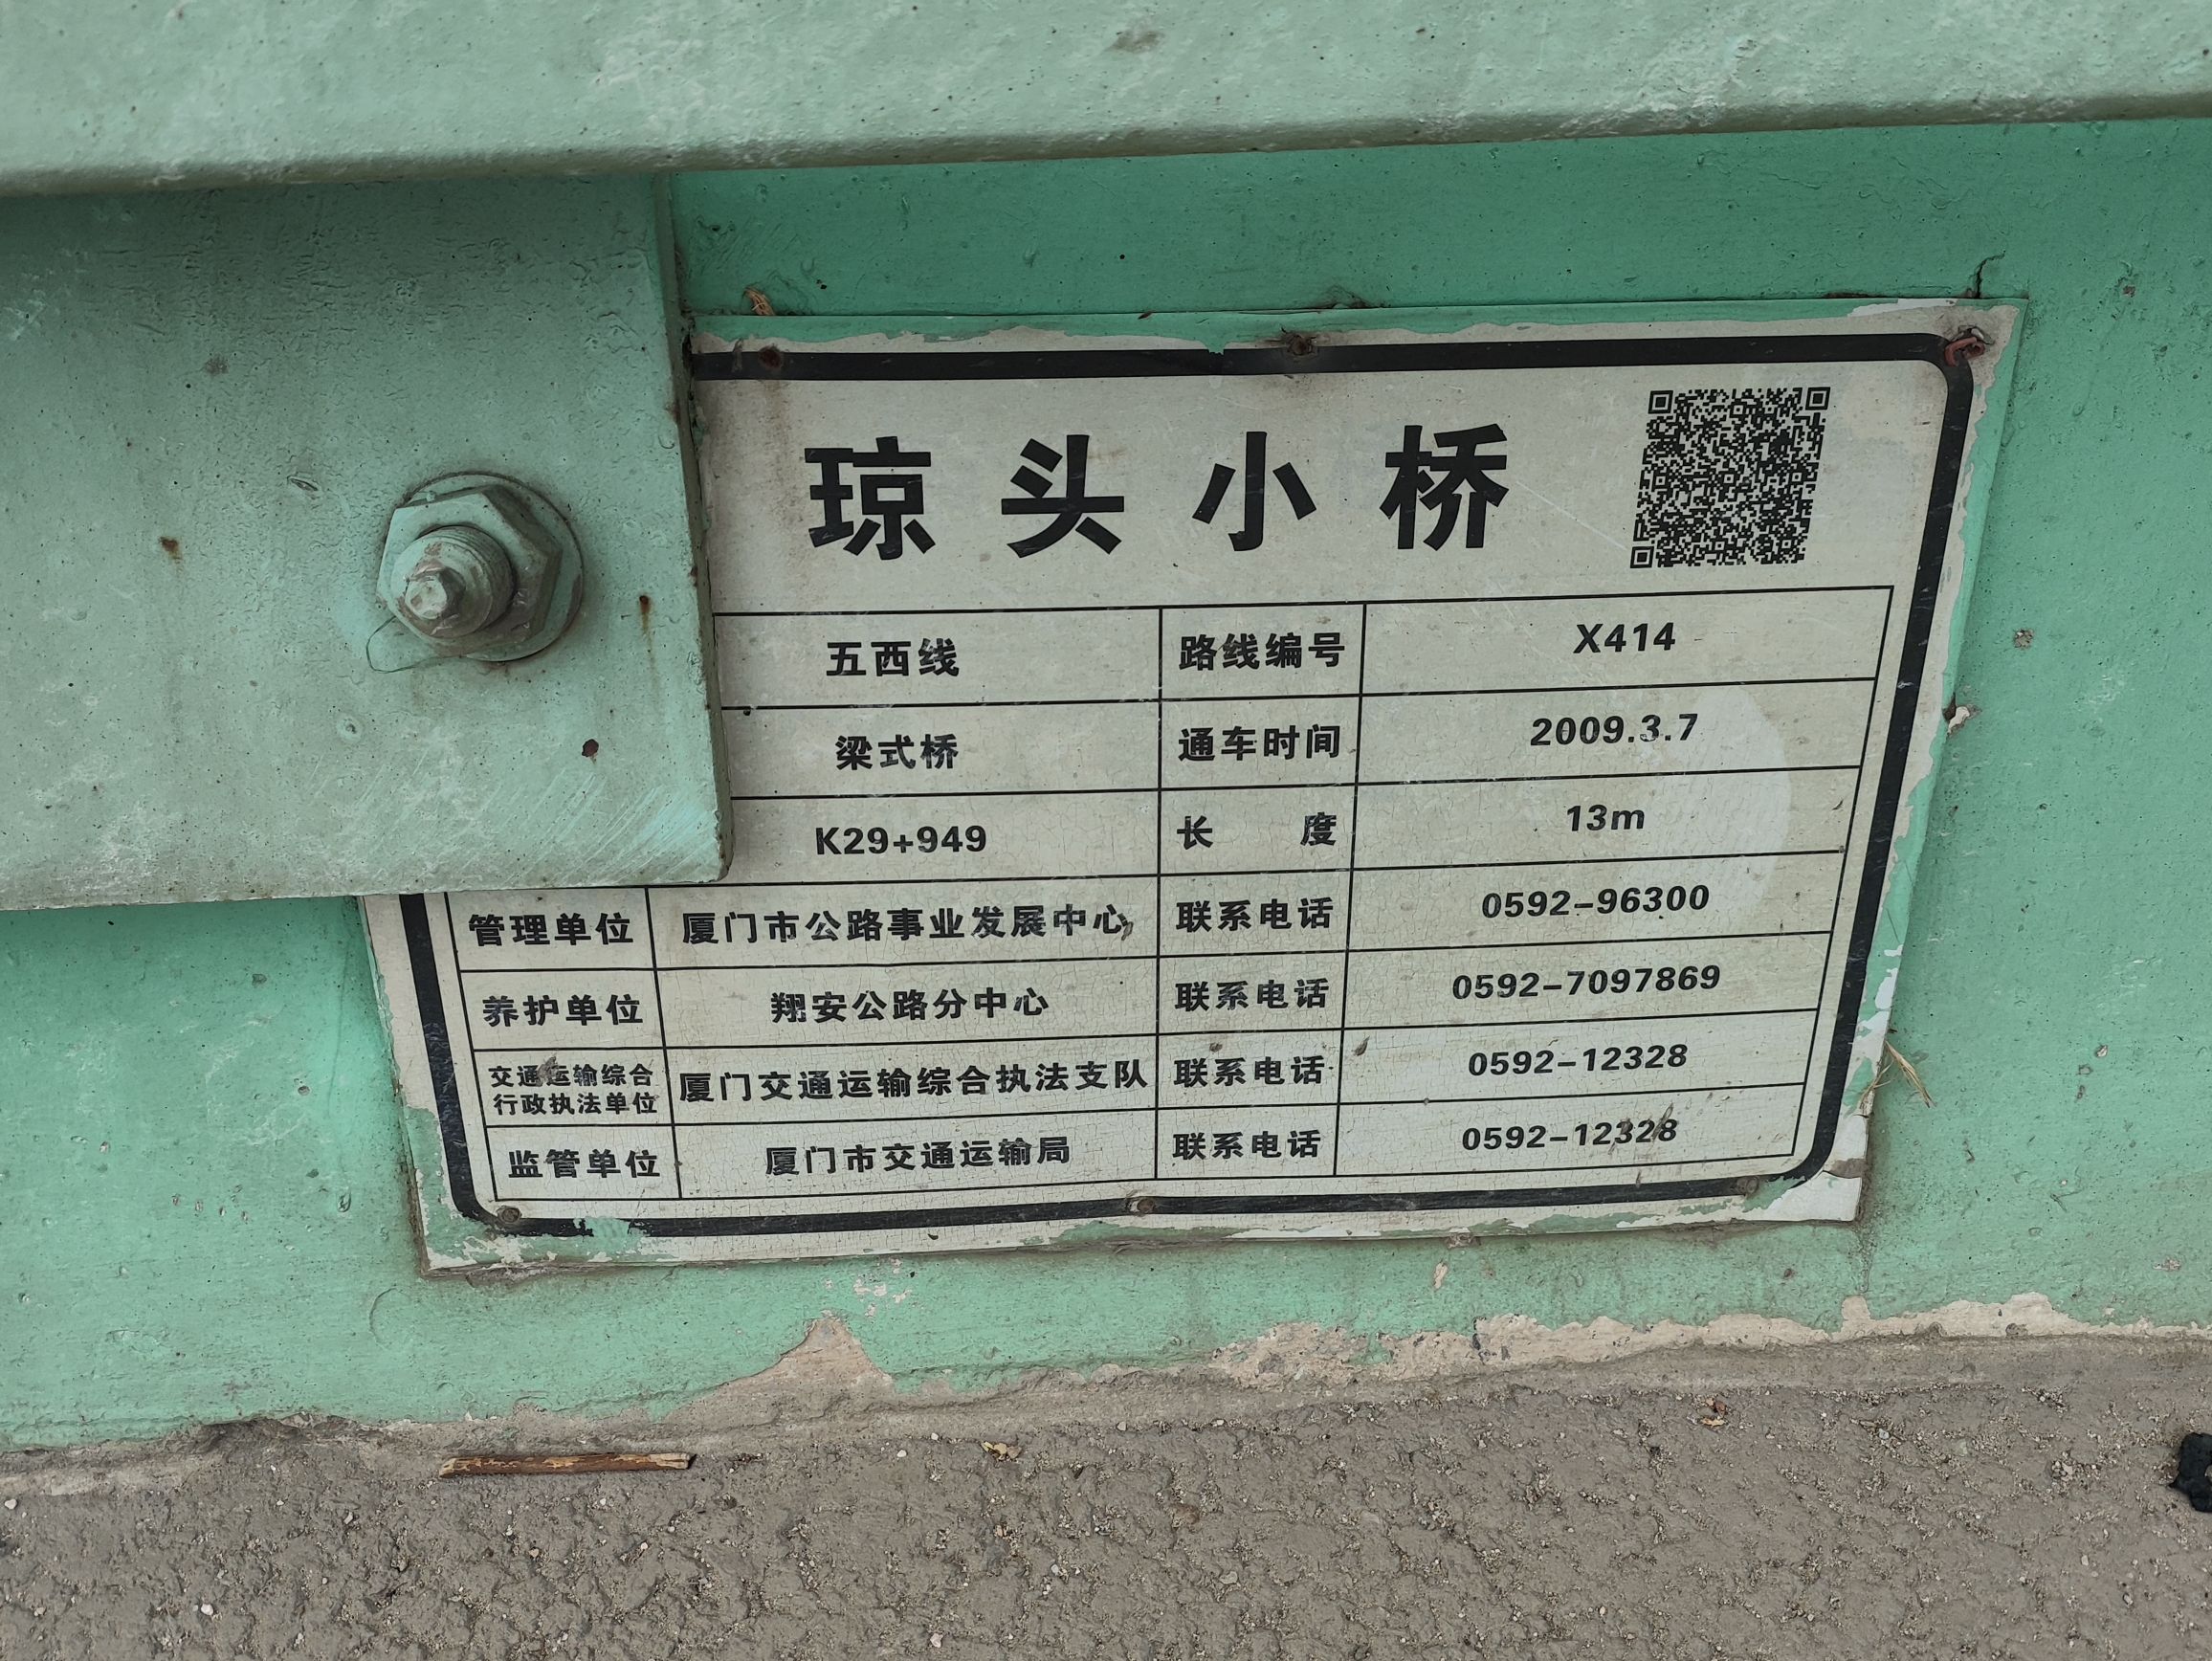 琼头小桥
五西线 路线编号 X414
梁式桥 通车时间 2009.3.7
K29+949 长 度 13m
管理单位 厦门市公路事业发展中心 联系电话 0592-96300
养护单位 翔安公路分中心 联系电话 0592-7097869
交通运输综合
行政执法单位 厦门交通运输综合执法支队 联系电话 0592-12328
监管单位 厦门市交通运输局 联系电话 0592-12328